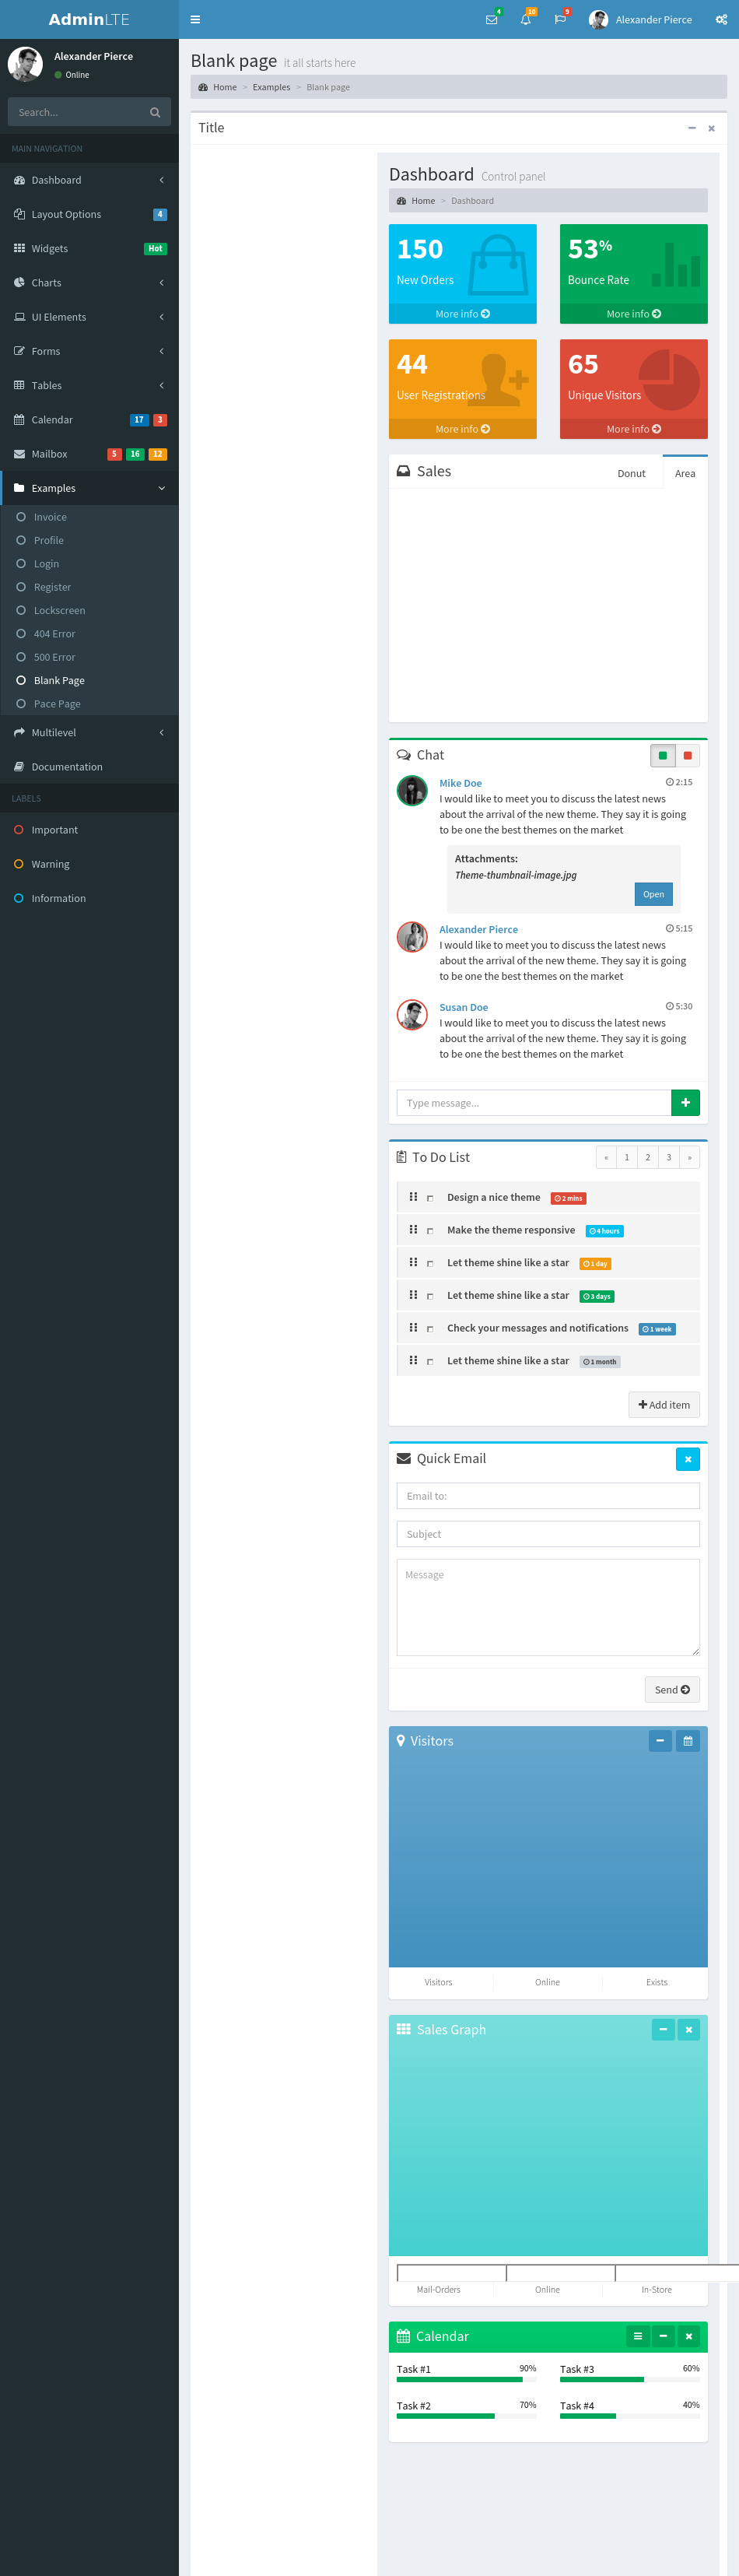 AdminLTE
4
10
9
Alexander Pierce
Alexander Pierce
Online
Search...
MAIN NAVIGATION
Dashboard
Layout Options 4
Widgets Hot
Charts
UI Elements
Forms
Tables
Calendar 17 3
Mailbox 5 16 12
Examples
Invoice
Profile
Login
Register
Lockscreen
404 Error
500 Error
Blank Page
Pace Page
Multilevel
Documentation
LABELS
Important
Warning
Information
Blank page it all starts here
Home > Examples > Blank page
Title
Dashboard Control panel
Home > Dashboard
150
New Orders
More info
53%
Bounce Rate
More info
44
User Registrations
More info
65
Unique Visitors
More info
Sales
Donut
Area
Chat
Mike Doe 2:15
I would like to meet you to discuss the latest news
about the arrival of the new theme. They say it is going
to be one the best themes on the market
Attachments:
Theme-thumbnail-image.jpg
Open
Alexander Pierce 5:15
I would like to meet you to discuss the latest news
about the arrival of the new theme. They say it is going
to be one the best themes on the market
Susan Doe 5:30
I would like to meet you to discuss the latest news
about the arrival of the new theme. They say it is going
to be one the best themes on the market
Type message...
To Do List
« 1 2 3 »
Design a nice theme 2 mins
Make the theme responsive 4 hours
Let theme shine like a star 1 day
Let theme shine like a star 3 days
Check your messages and notifications 1 week
Let theme shine like a star 1 month
Add item
Quick Email
Email to:
Subject
Message
Send
Visitors
Visitors
Online
Exists
Sales Graph
Mail-Orders
Online
In-Store
Calendar
Task #1 90%
Task #2 70%
Task #3 60%
Task #4 40%